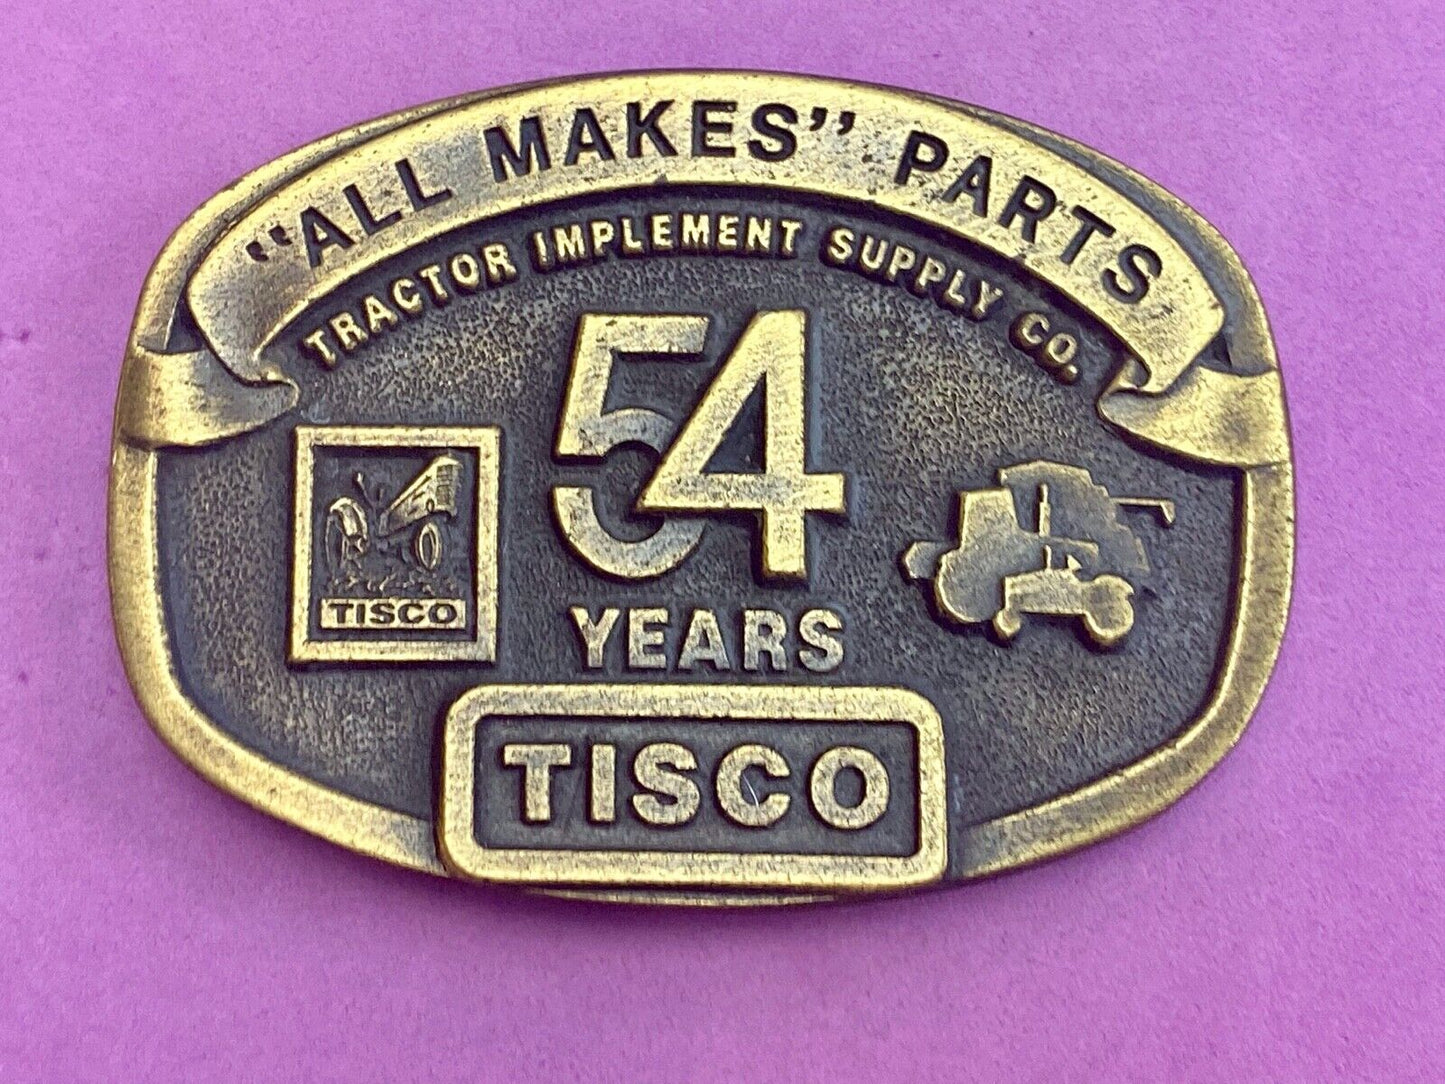 “ALL MAKES” PARTS
TRACTOR IMPLEMENT SUPPLY CO.
54
YEARS
TISCO
TISCO